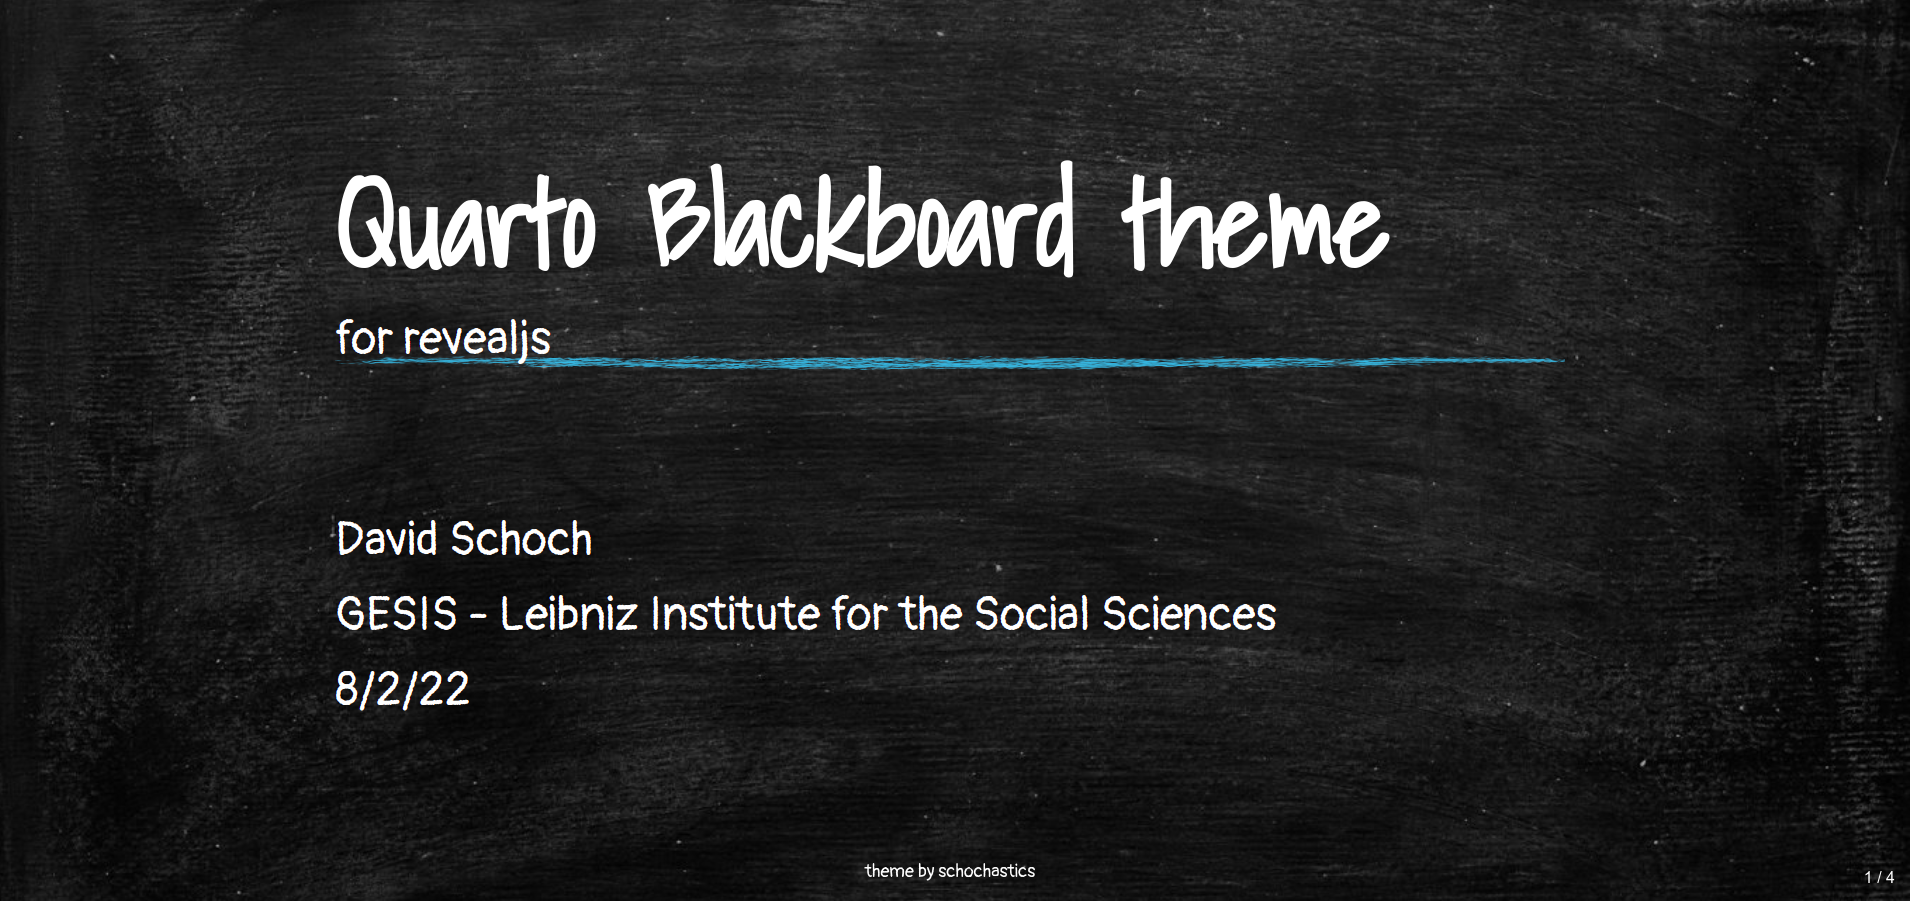 Quarto Blackboard theme
for revealjs
David Schoch
GESIS - Leibniz Institute for the Social Sciences
8/2/22
theme by schochastics
1 / 4